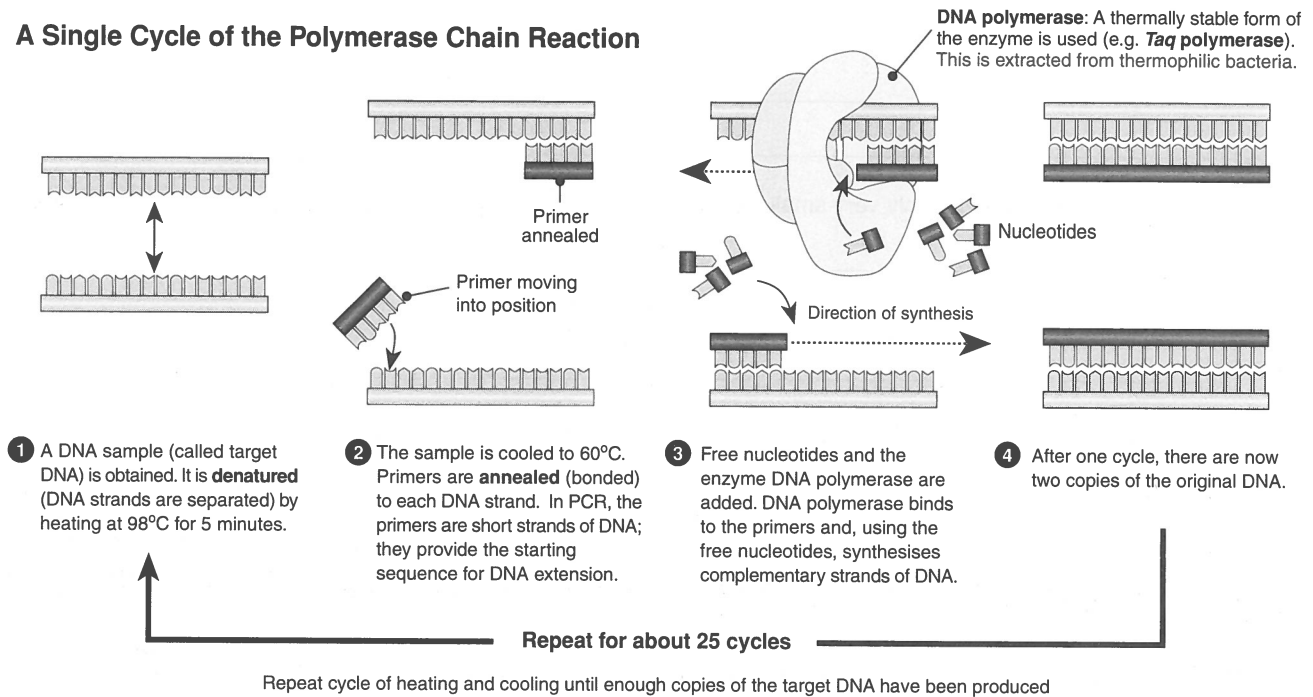 A Single Cycle of the Polymerase Chain Reaction
DNA polymerase: A thermally stable form of
the enzyme is used (e.g. Taq polymerase).
This is extracted from thermophilic bacteria.
Primer
annealed
Primer moving
into position
Nucleotides
Direction of synthesis
1 A DNA sample (called target
DNA) is obtained. It is denatured
(DNA strands are separated) by
heating at 98°C for 5 minutes.
2 The sample is cooled to 60°C.
Primers are annealed (bonded)
to each DNA strand. In PCR, the
primers are short strands of DNA;
they provide the starting
sequence for DNA extension.
3 Free nucleotides and the
enzyme DNA polymerase are
added. DNA polymerase binds
to the primers and, using the
free nucleotides, synthesises
complementary strands of DNA.
4 After one cycle, there are now
two copies of the original DNA.
Repeat for about 25 cycles
Repeat cycle of heating and cooling until enough copies of the target DNA have been produced